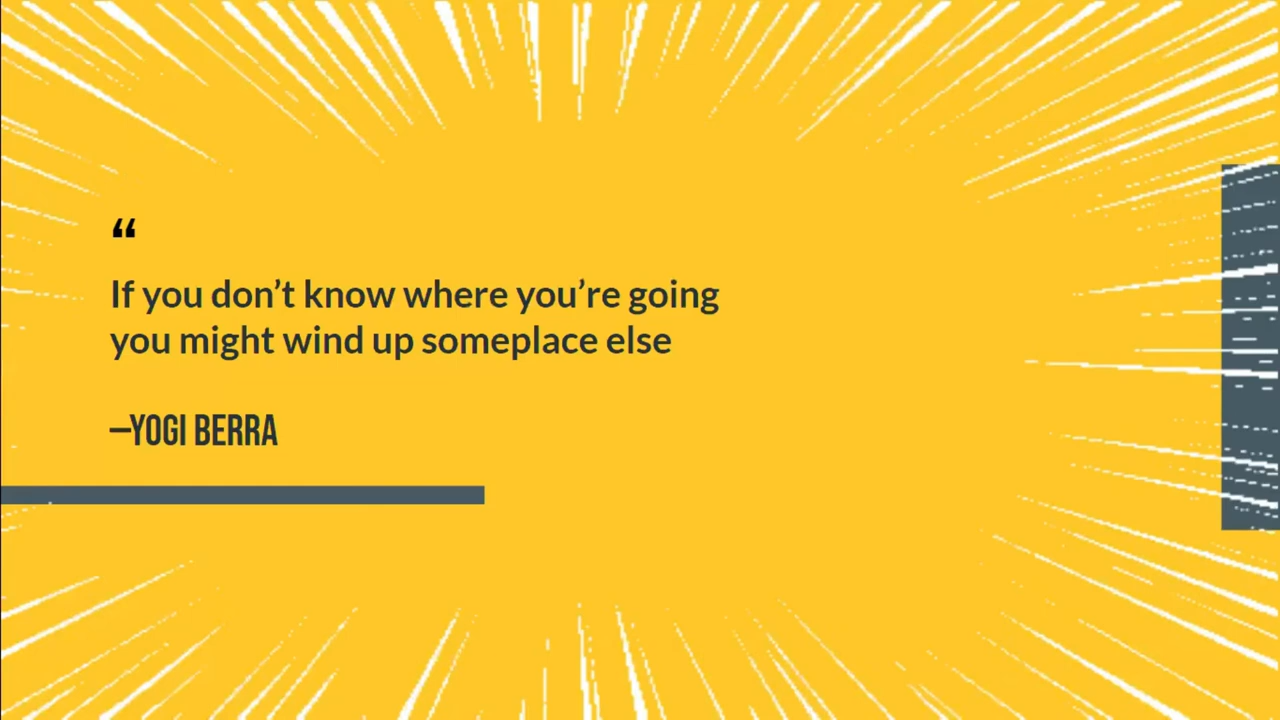 “
If you don’t know where you’re going
you might wind up someplace else
–YOGI BERRA